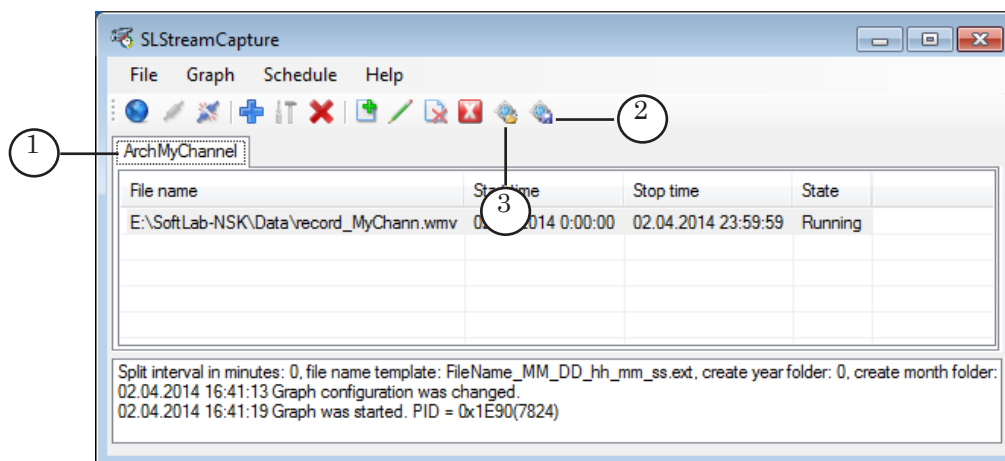 SLStreamCapture
File Graph Schedule Help
2
1
ArchMyChannel
File name Start time Stop time State
3
E:\SoftLab-NSK\Data\record_MyChann.wmv 2014 0:00:00 02.04.2014 23:59:59 Running
Split interval in minutes: 0, file name template: FileName_MM_DD_hh_mm_ss.ext, create year folder: 0, create month folder:
02.04.2014 16:41:13 Graph configuration was changed.
02.04.2014 16:41:19 Graph was started. PID = 0x1E90(7824)